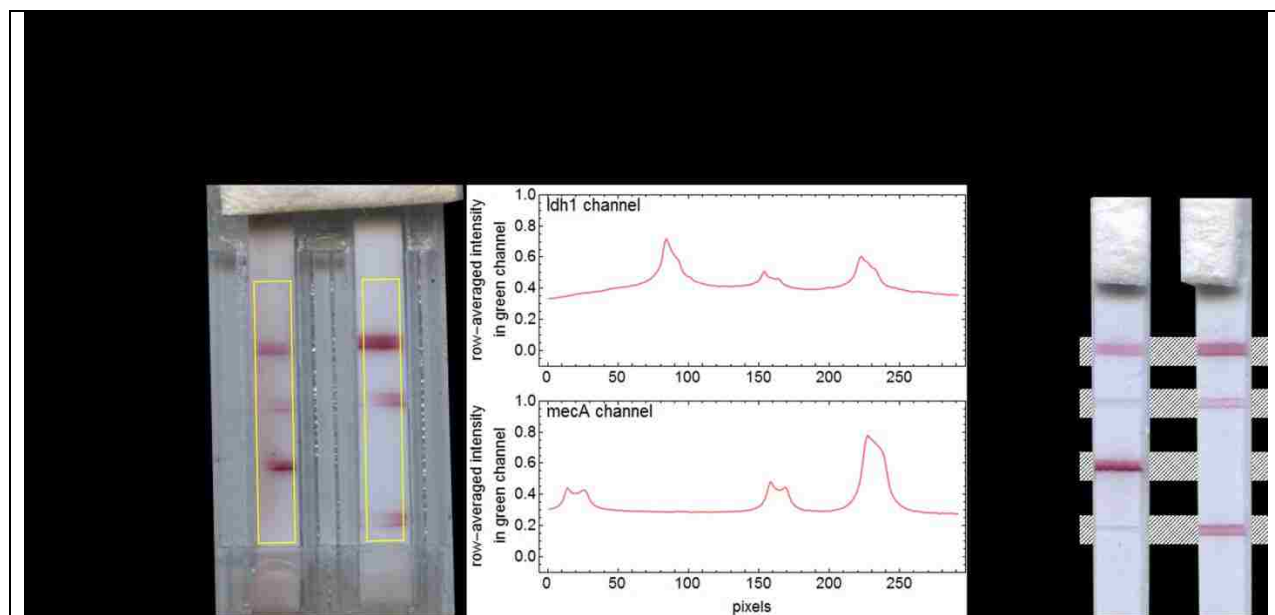 ldh1 channel
row-averaged intensity
in green channel
1.0
0.8
0.6
0.4
0.2
0.0
0 50 100 150 200 250
mecA channel
row-averaged intensity
in green channel
1.0
0.8
0.6
0.4
0.2
0.0
0 50 100 150 200 250
pixels